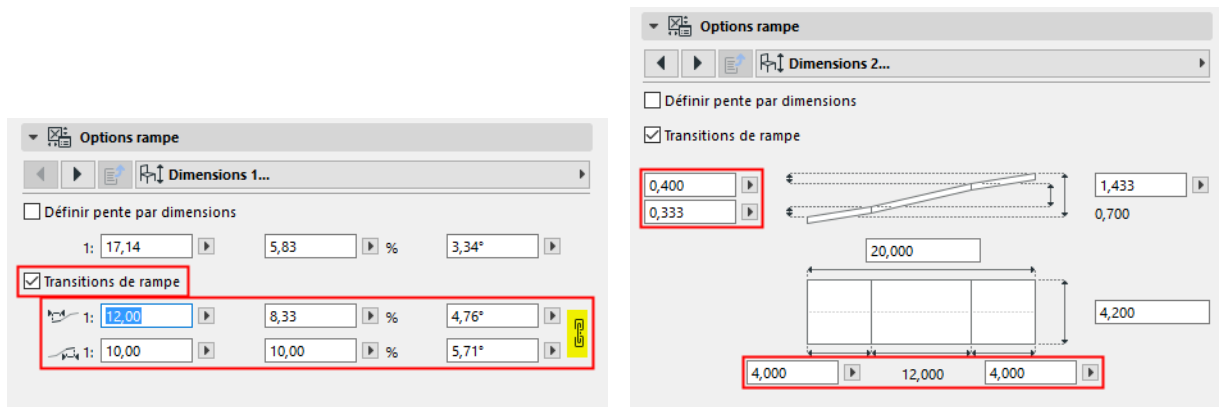 Options rampe
Dimensions 1...
Définir pente par dimensions
1: 17,14 5,83 % 3,34°
Transitions de rampe
1: 12,00 8,33 % 4,76°
1: 10,00 10,00 % 5,71°
Options rampe
Dimensions 2...
Définir pente par dimensions
Transitions de rampe
0,400 1,433
0,333 0,700
20,000
4,200
4,000 12,000 4,000